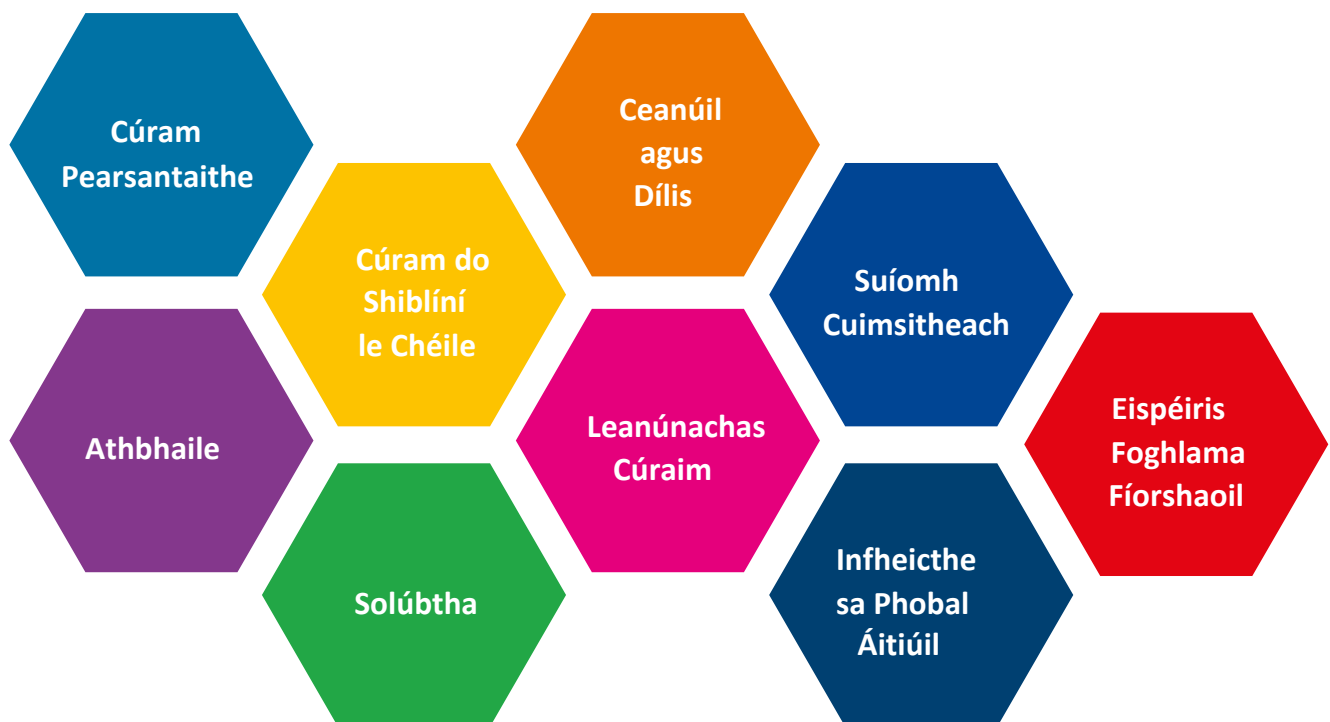 Cúram
Pearsantaithe
Ceanúil
agus
Dílis
Cúram do
Shiblíní
le Chéile
Suíomh
Cuimsitheach
Athbhaile
Leanúnachas
Cúraim
Eispéiris
Foghlama
Fíorshaoil
Solúbtha
Infheicthe
sa Phobal
Áitiúil